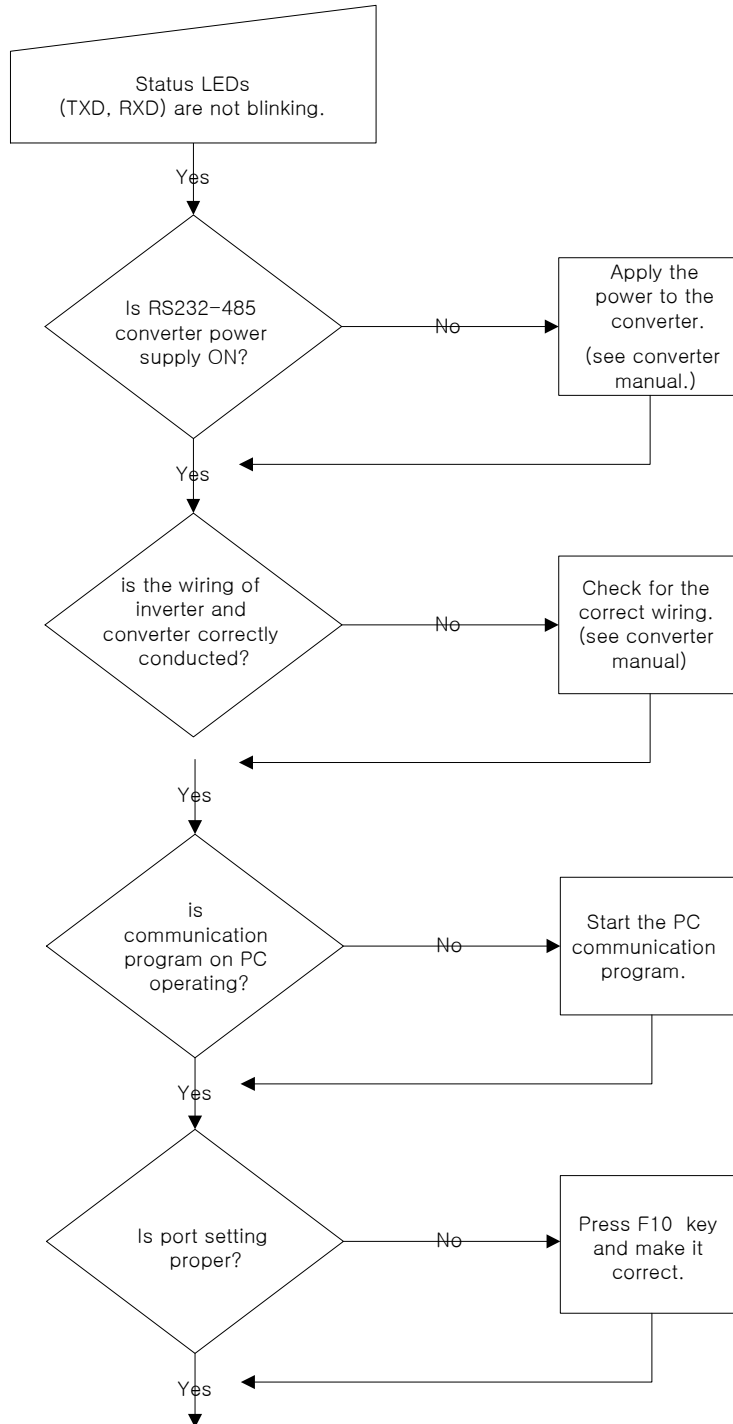 Status LEDs
(TXD, RXD) are not blinking.
Yes
Is RS232-485
converter power
supply ON?
No
Apply the
power to the
converter.
(see converter
manual.)
Yes
is the wiring of
inverter and
converter correctly
conducted?
No
Check for the
correct wiring.
(see converter
manual)
Yes
is
communication
program on PC
operating?
No
Start the PC
communication
program.
Yes
Is port setting
proper?
No
Press F10 key
and make it
correct.
Yes